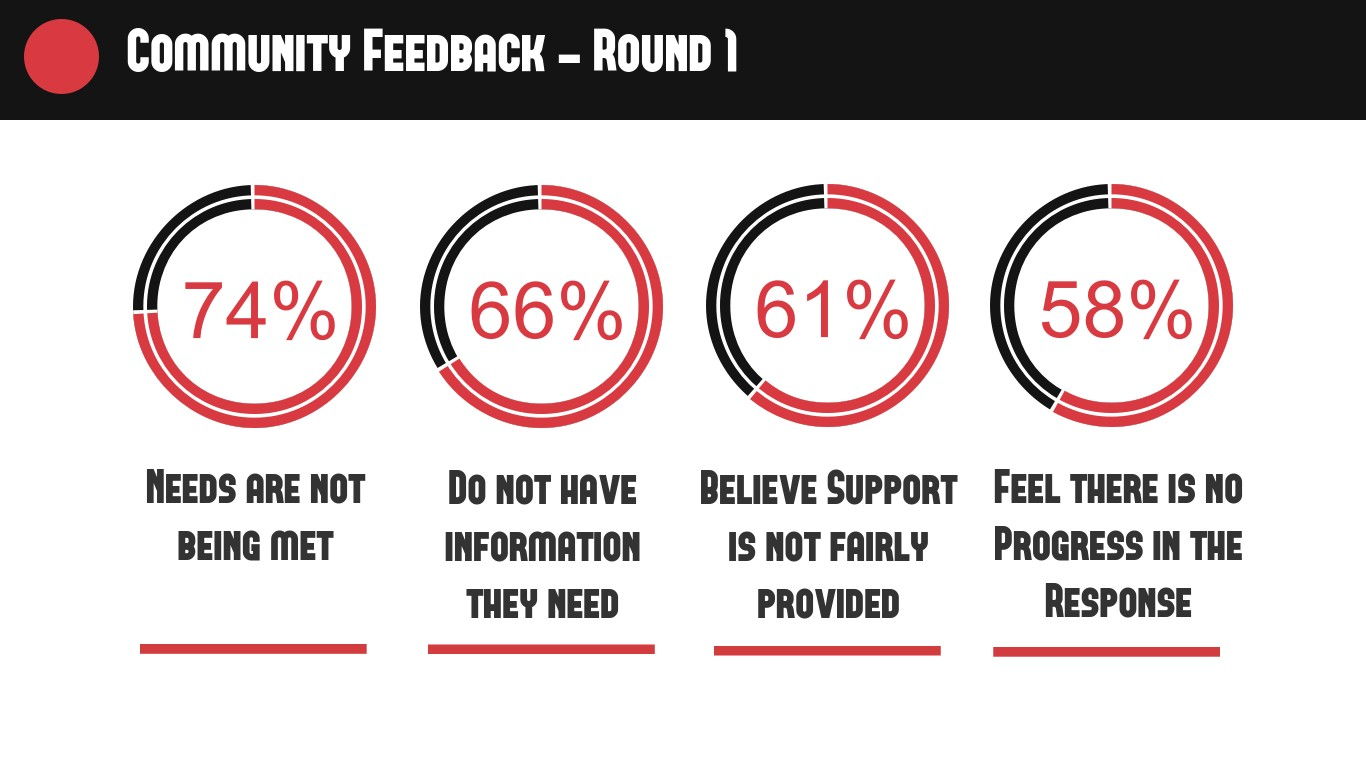 Community Feedback – Round 1
74%
66%
61%
58%
Needs are not
being met
Do not have
information
they need
Believe Support
is not fairly
provided
Feel there is no
Progress in the
Response